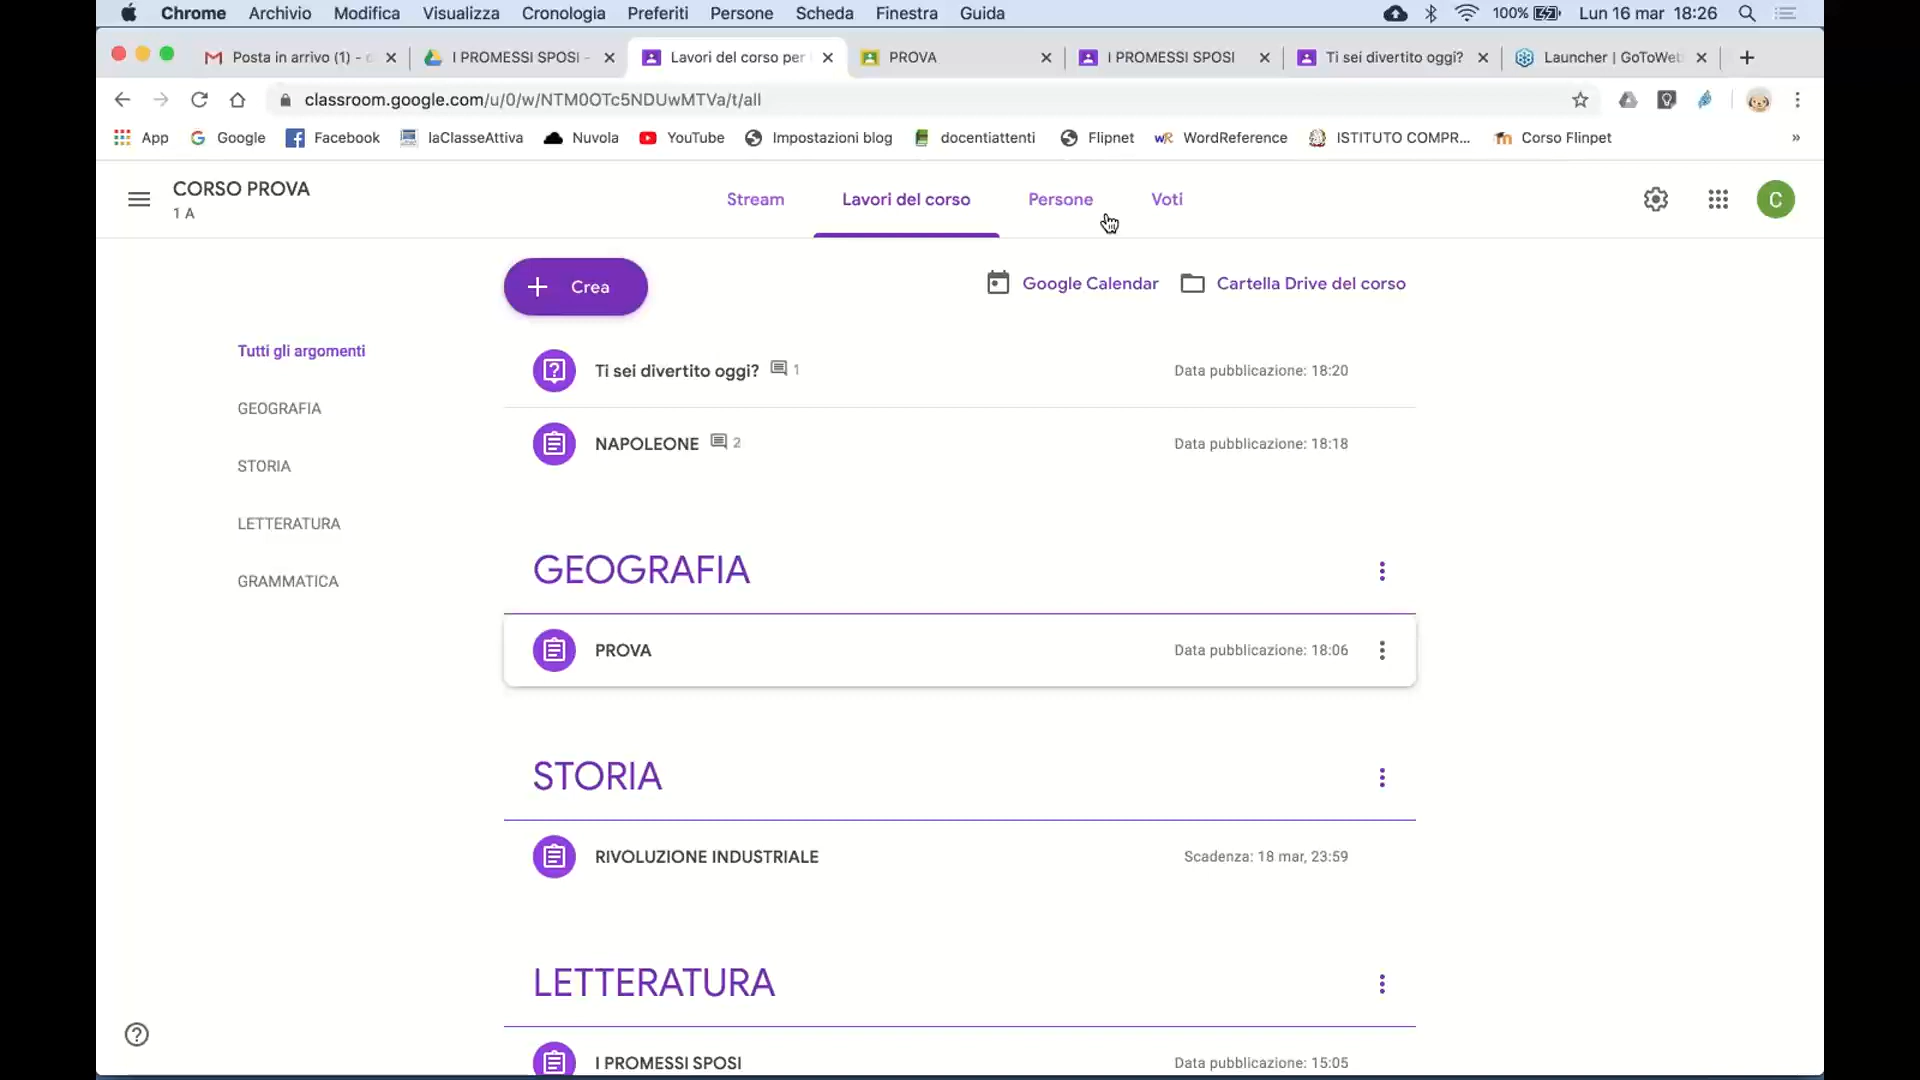 Chrome Archivio Modifica Visualizza Cronologia Preferiti Persone Scheda Finestra Guida 100% Lun 16 mar 18:26
Posta in arrivo (1) - I PROMESSI SPOSI - Lavori del corso per PROVA I PROMESSI SPOSI Ti sei divertito oggi? Launcher | GoToWeb
classroom.google.com/u/0/w/NTM0OTc5NDUwMTVa/t/all
App Google Facebook laClasseAttiva Nuvola YouTube Impostazioni blog docentiattenti Flipnet WordReference ISTITUTO COMPR... Corso Flinpet »
CORSO PROVA
1 A
Stream Lavori del corso Persone Voti
C
Crea Google Calendar Cartella Drive del corso
Tutti gli argomenti
GEOGRAFIA
STORIA
LETTERATURA
GRAMMATICA
Ti sei divertito oggi? 1 Data pubblicazione: 18:20
NAPOLEONE 2 Data pubblicazione: 18:18
GEOGRAFIA
PROVA Data pubblicazione: 18:06
STORIA
RIVOLUZIONE INDUSTRIALE Scadenza: 18 mar, 23:59
LETTERATURA
I PROMESSI SPOSI Data pubblicazione: 15:05